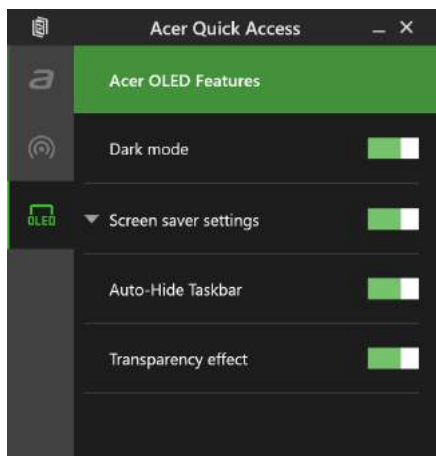 Acer Quick Access
a
Acer OLED Features
Dark mode
OLED
Screen saver settings
Auto-Hide Taskbar
Transparency effect